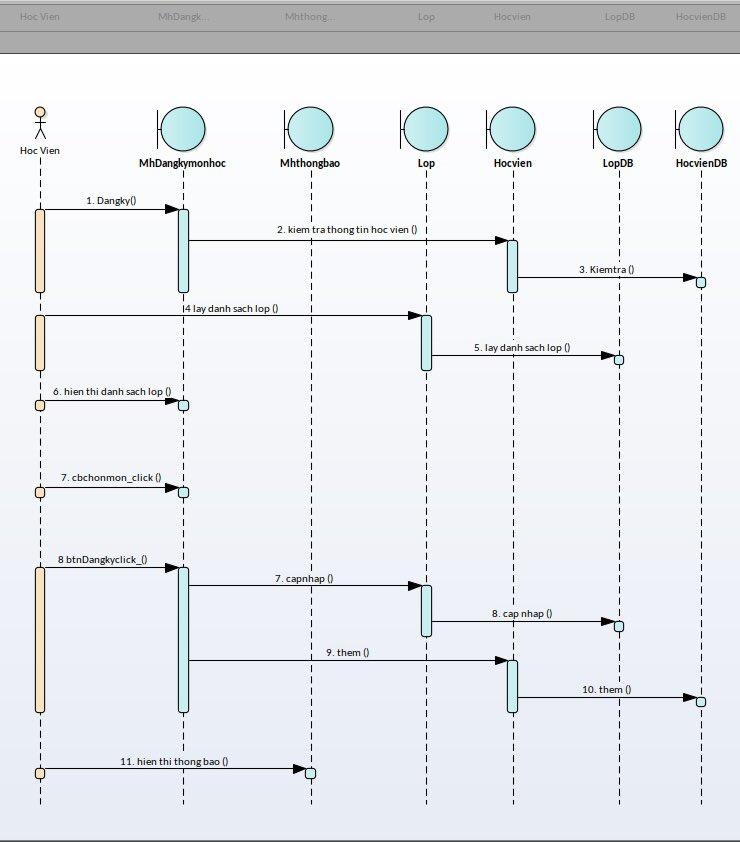 Hoc Vien MhDangk... Mhthong... Lop Hocvien LopDB HocvienDB
Hoc Vien
MhDangkymonhoc Mhthongbao Lop Hocvien LopDB HocvienDB
1. Dangky()
2. kiem tra thong tin hoc vien ()
3. Kiemtra ()
4 lay danh sach lop ()
5. lay danh sach lop ()
6. hien thi danh sach lop ()
7. cbchonmon_click ()
8 btnDangkyclick_()
7. capnhap ()
8. cap nhap ()
9. them ()
10. them ()
11. hien thi thong bao ()